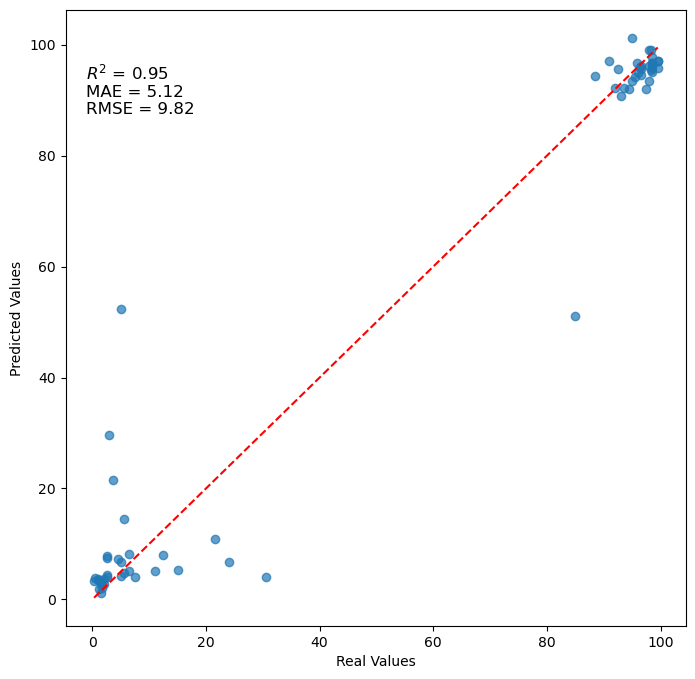 R² = 0.95
MAE = 5.12
RMSE = 9.82
100
80
60
40
20
0
Predicted Values
0 20 40 60 80 100
Real Values